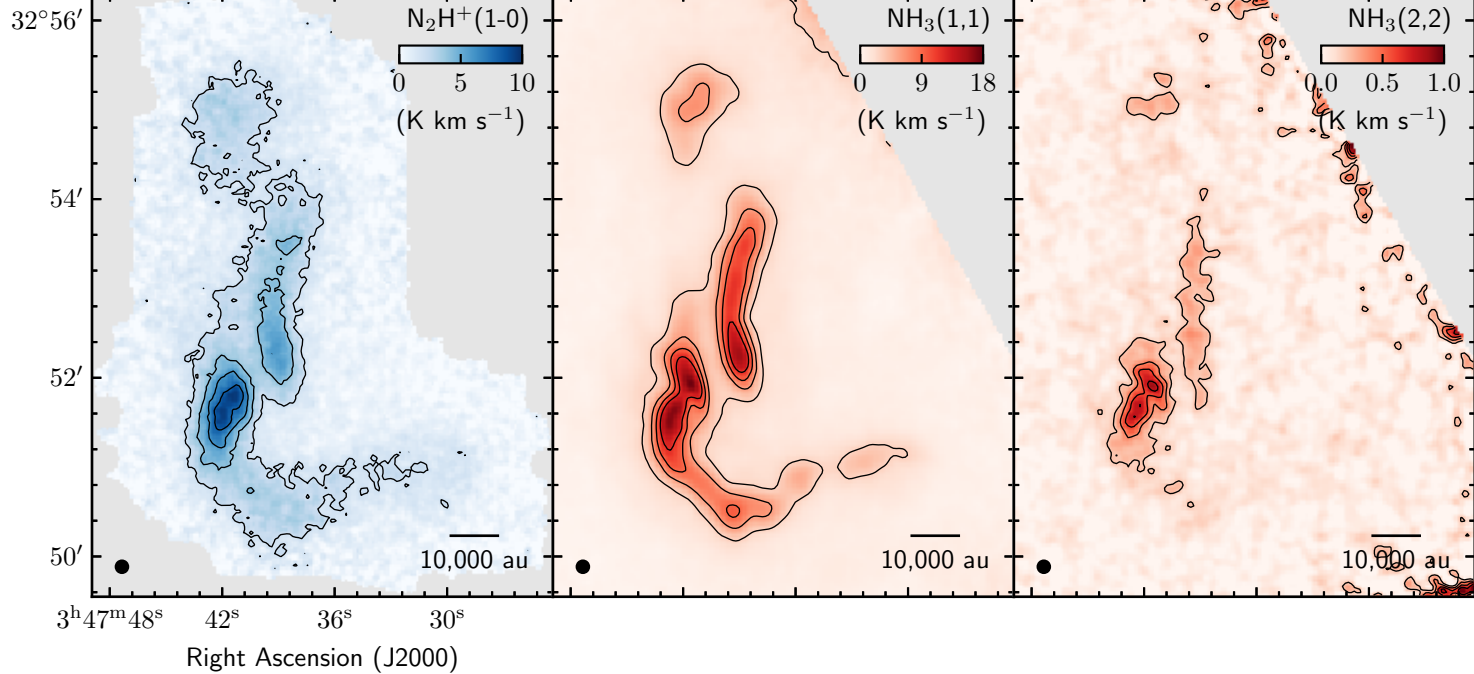 N₂H⁺(1-0)
0 5 10
(K km s⁻¹)
NH₃(1,1)
0 9 18
(K km s⁻¹)
NH₃(2,2)
0.0 0.5 1.0
(K km s⁻¹)
32°56′
54′
52′
50′
10,000 au
10,000 au
10,000 au
3ʰ47ᵐ48ˢ 42ˢ 36ˢ 30ˢ
Right Ascension (J2000)